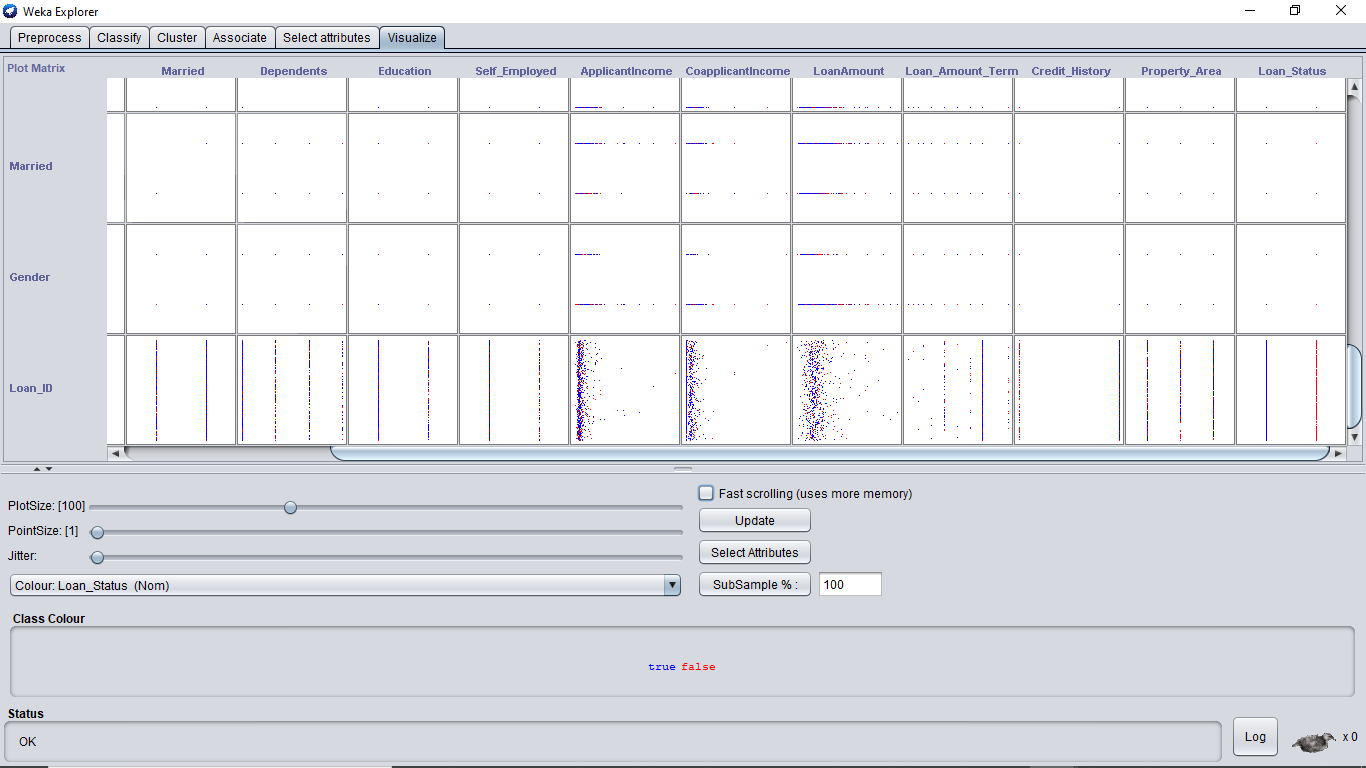 Weka Explorer
Preprocess Classify Cluster Associate Select attributes Visualize
Plot Matrix Married Dependents Education Self_Employed ApplicantIncome CoapplicantIncome LoanAmount Loan_Amount_Term Credit_History Property_Area Loan_Status
Married
Gender
Loan_ID
PlotSize: [100]
PointSize: [1]
Jitter:
Colour: Loan_Status (Nom)
Fast scrolling (uses more memory)
Update
Select Attributes
SubSample % : 100
Class Colour
true false
Status
OK
Log
x 0